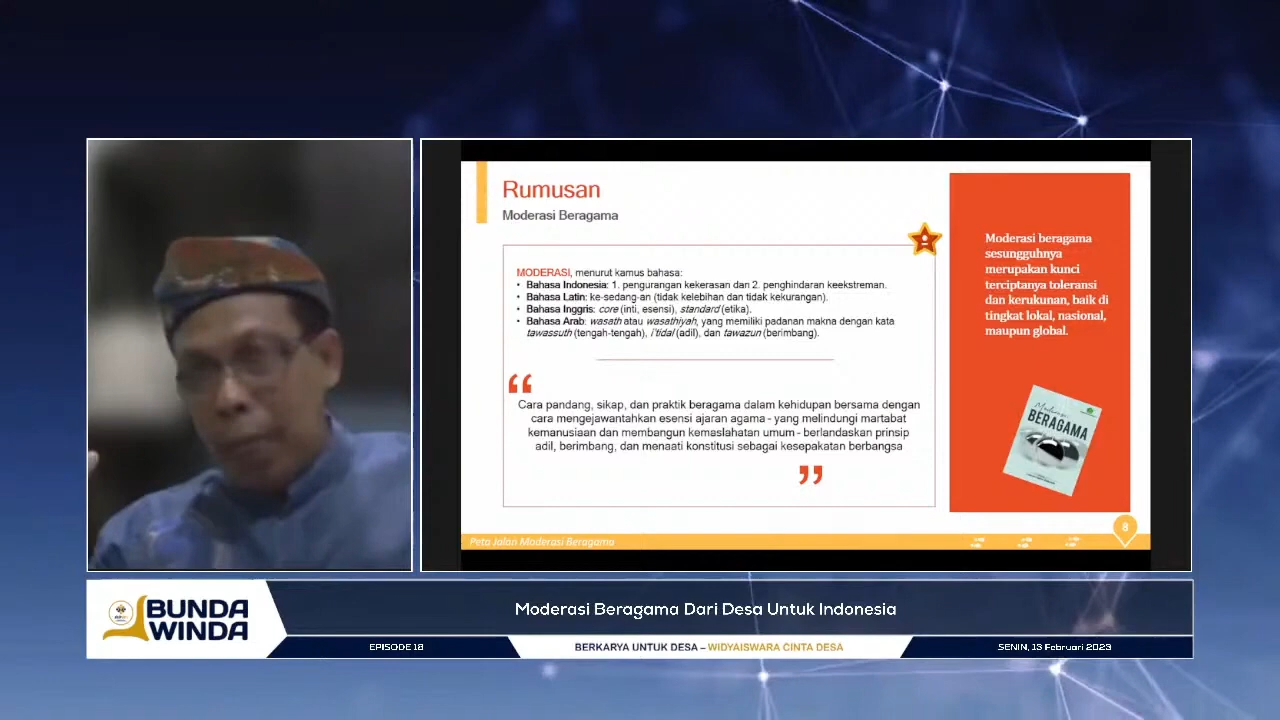 Rumusan
Moderasi Beragama
MODERASI, menurut kamus bahasa:
• Bahasa Indonesia: 1. pengurangan kekerasan dan 2. penghindaran keekstreman.
• Bahasa Latin: ke-sedang-an (tidak kelebihan dan tidak kekurangan).
• Bahasa Inggris: core (inti, esensi), standard (etika).
• Bahasa Arab: wasath atau wasathiyah, yang memiliki padanan makna dengan kata
tawassuth (tengah-tengah), i'tidal (adil), dan tawazun (berimbang).
“
Cara pandang, sikap, dan praktik beragama dalam kehidupan bersama dengan
cara mengejawantahkan esensi ajaran agama - yang melindungi martabat
kemanusiaan dan membangun kemaslahatan umum - berlandaskan prinsip
adil, berimbang, dan menaati konstitusi sebagai kesepakatan berbangsa
”
Moderasi beragama
sesungguhnya
merupakan kunci
terciptanya toleransi
dan kerukunan, baik di
tingkat lokal, nasional,
maupun global.
Moderasi
BERAGAMA
Peta Jalan Moderasi Beragama
8
BUNDA
WINDA
Moderasi Beragama Dari Desa Untuk Indonesia
EPISODE 18
BERKARYA UNTUK DESA – WIDYAISWARA CINTA DESA
SENIN, 13 Februari 2023